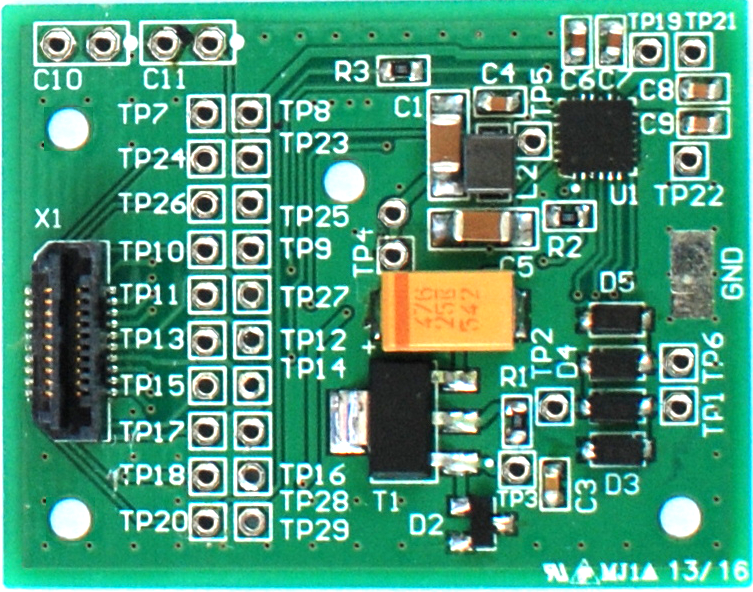 TP19 TP21
C10 C11
R3 C4 TP5 C6 C7 C8
TP7 TP8 C1 C9
TP23
TP24 L2 U1 TP22
TP26 TP25
X1 R2
TP10 TP9 TP4 C5
GND
TP11 TP27 D5
476
25B
542
+
TP13 TP12 TP2 D4 TP6
TP14
TP15 R1 TP1
TP17
TP18 TP16 T1 TP3 C3 D3
TP28
TP20 TP29 D2
MJ1 13/16